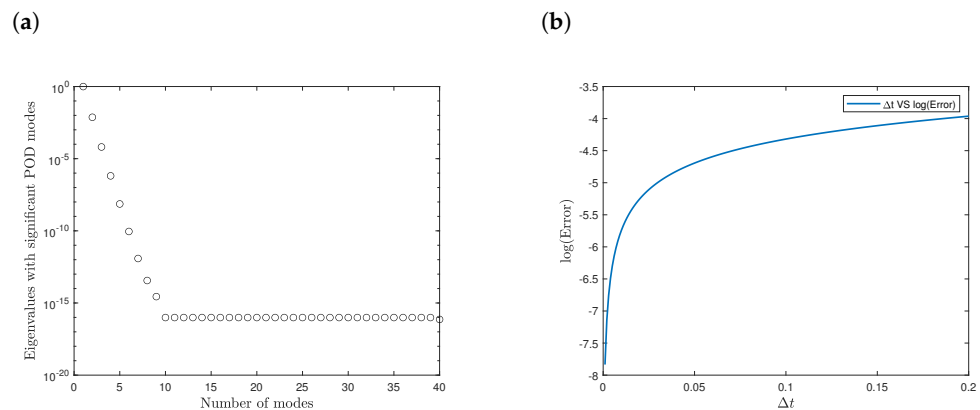 (a)
(b)
Eigenvalues with significant POD modes
10^0
10^-5
10^-10
10^-15
10^-20
0 5 10 15 20 25 30 35 40
Number of modes
log(Error)
-3.5
-4
-4.5
-5
-5.5
-6
-6.5
-7
-7.5
-8
Δt VS log(Error)
0 0.05 0.1 0.15 0.2
Δt